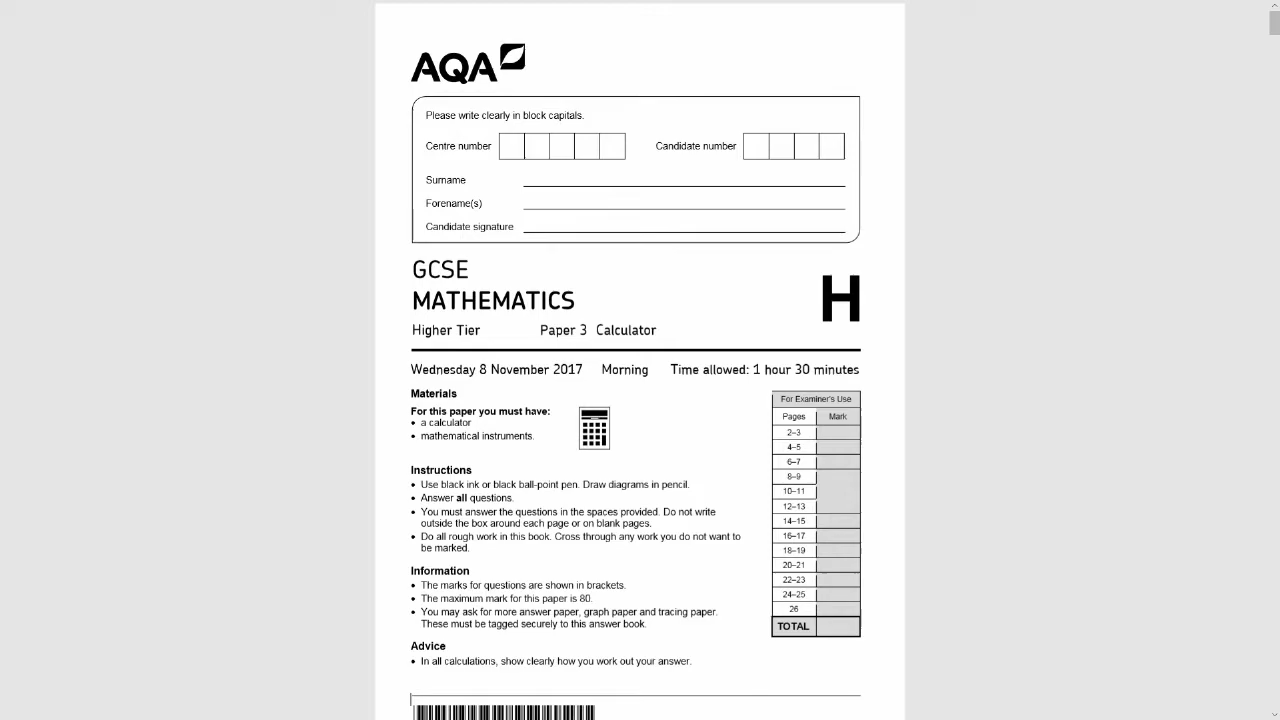 AQA
Please write clearly in block capitals.
Centre number Candidate number
Surname
Forename(s)
Candidate signature
GCSE
MATHEMATICS
H
Higher Tier Paper 3 Calculator
Wednesday 8 November 2017 Morning Time allowed: 1 hour 30 minutes
Materials
For this paper you must have:
• a calculator
• mathematical instruments.
Instructions
• Use black ink or black ball-point pen. Draw diagrams in pencil.
• Answer all questions.
• You must answer the questions in the spaces provided. Do not write
outside the box around each page or on blank pages.
• Do all rough work in this book. Cross through any work you do not want to
be marked.
Information
• The marks for questions are shown in brackets.
• The maximum mark for this paper is 80.
• You may ask for more answer paper, graph paper and tracing paper.
These must be tagged securely to this answer book.
Advice
• In all calculations, show clearly how you work out your answer.
For Examiner's Use
Pages Mark
2–3
4–5
6–7
8–9
10–11
12–13
14–15
16–17
18–19
20–21
22–23
24–25
26
TOTAL